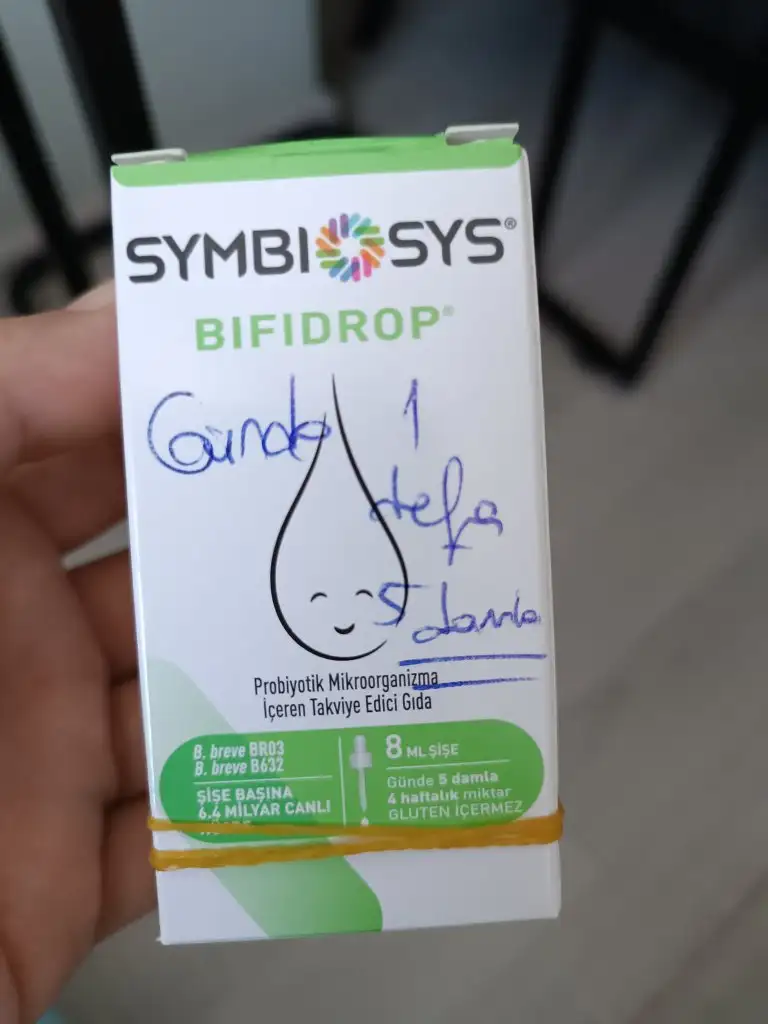 SYMBIOSYS®
BIFIDROP®
Günde 1
defa
5 damla
Probiyotik Mikroorganizma
İçeren Takviye Edici Gıda
B. breve BR03
B. breve B632
ŞİŞE BAŞINA
6.4 MİLYAR CANLI
8 ML ŞİŞE
Günde 5 damla
4 haftalık miktar
GLUTEN İÇERMEZ